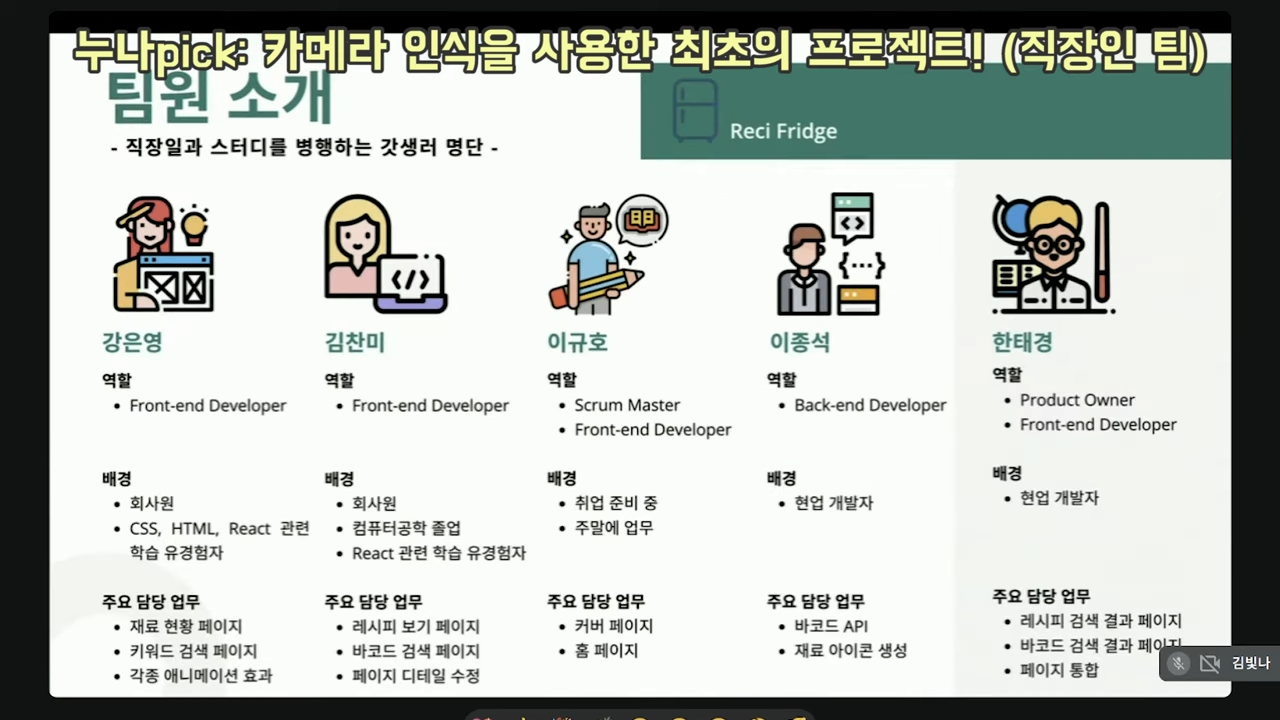 누나pick: 카메라 인식을 사용한 최초의 프로젝트! (직장인 팀)
팀원 소개
- 직장일과 스터디를 병행하는 갓생러 명단 -
Reci Fridge
강은영
역할
• Front-end Developer
배경
• 회사원
• CSS, HTML, React 관련
학습 유경험자
주요 담당 업무
• 재료 현황 페이지
• 키워드 검색 페이지
• 각종 애니메이션 효과
김찬미
역할
• Front-end Developer
배경
• 회사원
• 컴퓨터공학 졸업
• React 관련 학습 유경험자
주요 담당 업무
• 레시피 보기 페이지
• 바코드 검색 페이지
• 페이지 디테일 수정
이규호
역할
• Scrum Master
• Front-end Developer
배경
• 취업 준비 중
• 주말에 업무
주요 담당 업무
• 커버 페이지
• 홈 페이지
이종석
역할
• Back-end Developer
배경
• 현업 개발자
주요 담당 업무
• 바코드 API
• 재료 아이콘 생성
한태경
역할
• Product Owner
• Front-end Developer
배경
• 현업 개발자
주요 담당 업무
• 레시피 검색 결과 페이지
• 바코드 검색 결과 페이지
• 페이지 통합
김빛나